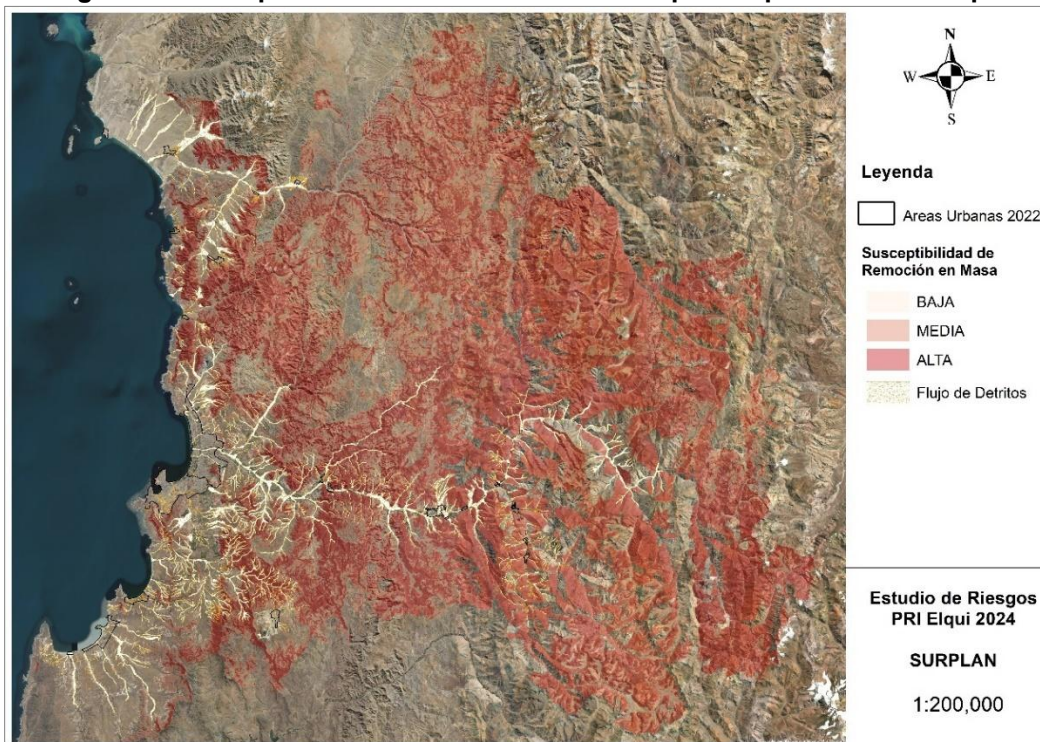 N
W E
S
Leyenda
Areas Urbanas 2022
Susceptibilidad de
Remoción en Masa
BAJA
MEDIA
ALTA
Flujo de Detritos
Estudio de Riesgos
PRI Elqui 2024
SURPLAN
1:200,000